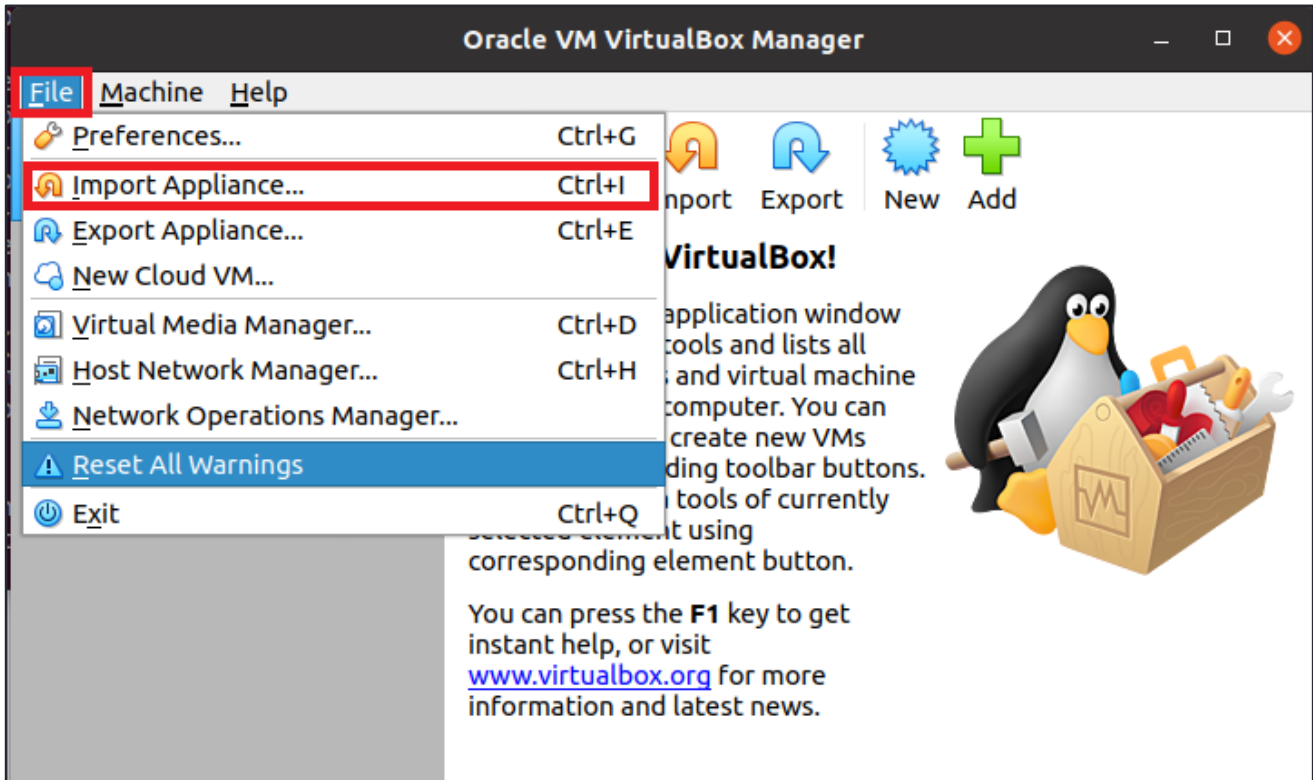 Oracle VM VirtualBox Manager
File Machine Help
Preferences... Ctrl+G
Import Appliance... Ctrl+I
Export Appliance... Ctrl+E
New Cloud VM...
Virtual Media Manager... Ctrl+D
Host Network Manager... Ctrl+H
Network Operations Manager...
Reset All Warnings
Exit Ctrl+Q
Export New Add
VirtualBox!
application window
tools and lists all
and virtual machine
computer. You can
create new VMs
ding toolbar buttons.
tools of currently
selected element using
corresponding element button.
You can press the F1 key to get
instant help, or visit
www.virtualbox.org for more
information and latest news.